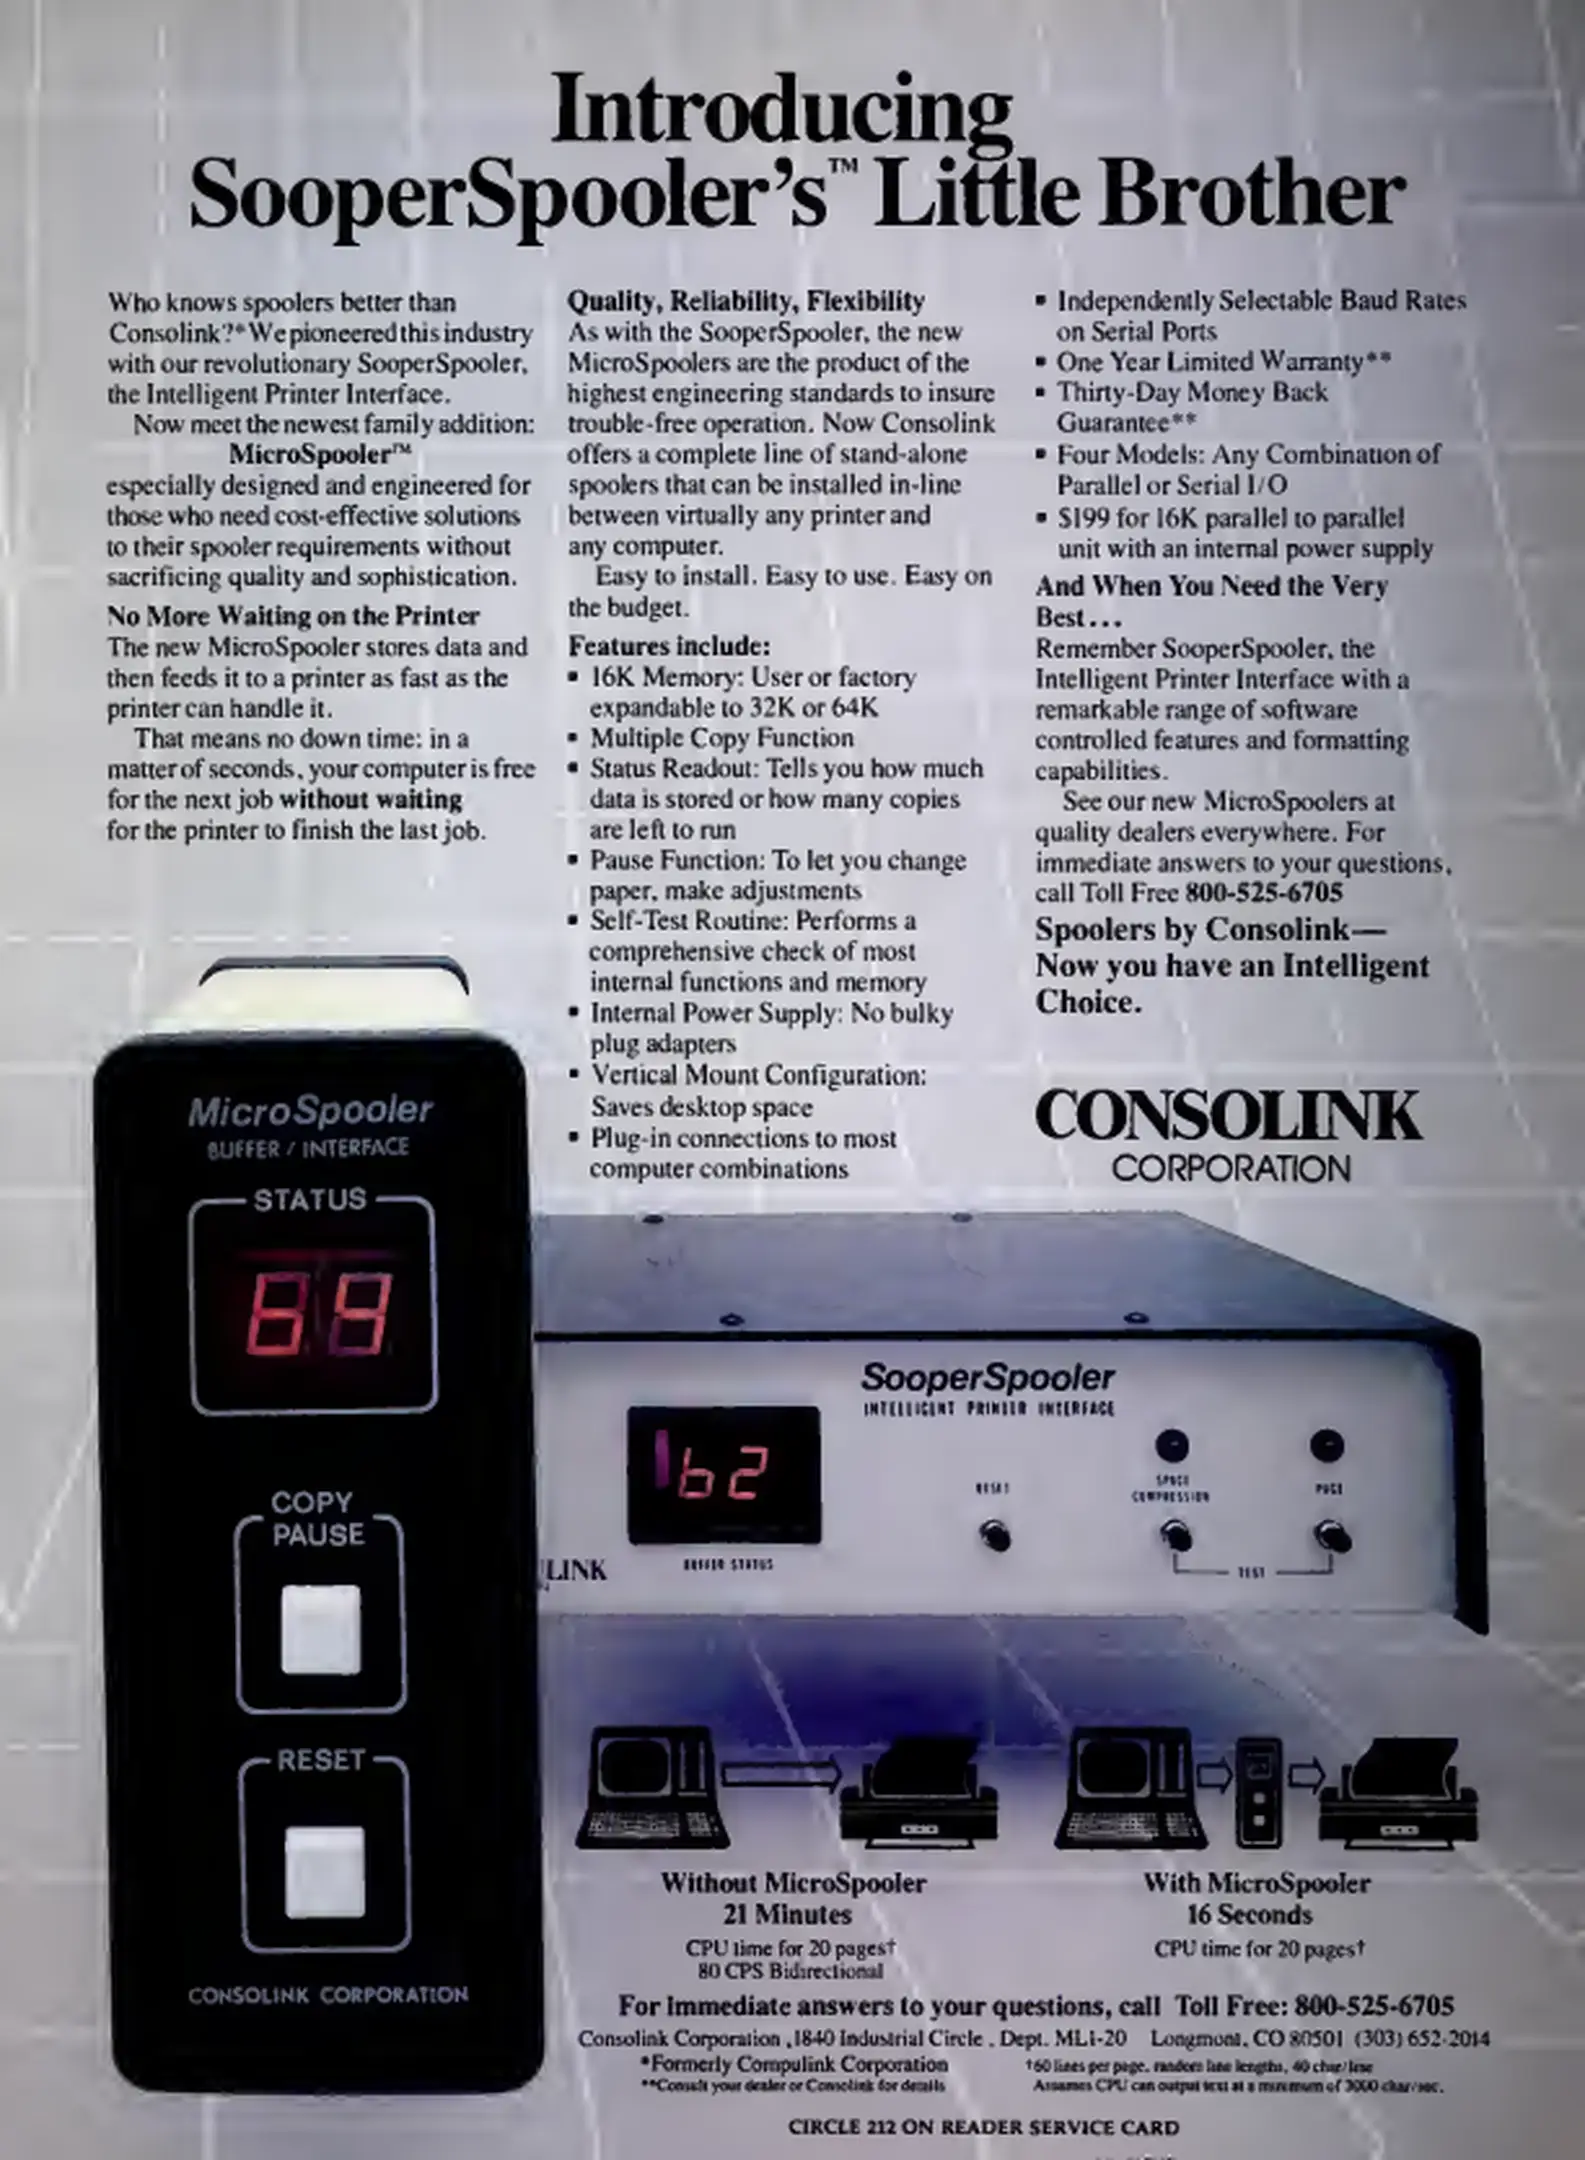 Introducing
SooperSpooler's™ Little Brother
Who knows spoolers better than
Consolink?* We pioneered this industry
with our revolutionary SooperSpooler,
the Intelligent Printer Interface.
Now meet the newest family addition:
MicroSpooler™
especially designed and engineered for
those who need cost-effective solutions
to their spooler requirements without
sacrificing quality and sophistication.
No More Waiting on the Printer
The new MicroSpooler stores data and
then feeds it to a printer as fast as the
printer can handle it.
That means no down time: in a
matter of seconds, your computer is free
for the next job without waiting
for the printer to finish the last job.
Quality, Reliability, Flexibility
As with the SooperSpooler, the new
MicroSpoolers are the product of the
highest engineering standards to insure
trouble-free operation. Now Consolink
offers a complete line of stand-alone
spoolers that can be installed in-line
between virtually any printer and
any computer.
Easy to install. Easy to use. Easy on
the budget.
Features include:
▪ 16K Memory: User or factory
expandable to 32K or 64K
▪ Multiple Copy Function
▪ Status Readout: Tells you how much
data is stored or how many copies
are left to run
▪ Pause Function: To let you change
paper, make adjustments
▪ Self-Test Routine: Performs a
comprehensive check of most
internal functions and memory
▪ Internal Power Supply: No bulky
plug adapters
▪ Vertical Mount Configuration:
Saves desktop space
▪ Plug-in connections to most
computer combinations
▪ Independently Selectable Baud Rates
on Serial Ports
▪ One Year Limited Warranty**
▪ Thirty-Day Money Back
Guarantee**
▪ Four Models: Any Combination of
Parallel or Serial I/O
▪ $199 for 16K parallel to parallel
unit with an internal power supply
And When You Need the Very
Best...
Remember SooperSpooler, the
Intelligent Printer Interface with a
remarkable range of software
controlled features and formatting
capabilities.
See our new MicroSpoolers at
quality dealers everywhere. For
immediate answers to your questions,
call Toll Free 800-525-6705
Spoolers by Consolink—
Now you have an Intelligent
Choice.
CONSOLINK
CORPORATION
MicroSpooler
BUFFER / INTERFACE
STATUS
64
COPY
PAUSE
RESET
CONSOLINK CORPORATION
SooperSpooler
INTELLIGENT PRINTER INTERFACE
62
BUFFER STATUS
RESET
SPACE
COMPRESSION
PAGE
TEST
LINK
Without MicroSpooler
21 Minutes
CPU time for 20 pages†
80 CPS Bidirectional
With MicroSpooler
16 Seconds
CPU time for 20 pages†
For immediate answers to your questions, call Toll Free: 800-525-6705
Consolink Corporation, 1840 Industrial Circle, Dept. ML1-20 Longmont, CO 80501 (303) 652-2014
*Formerly Compulink Corporation
**Consult your dealer or Consolink for details
†60 lines per page, random line lengths, 40 char/line
Assumes CPU can output text at a minimum of 3000 char/sec.
CIRCLE 212 ON READER SERVICE CARD